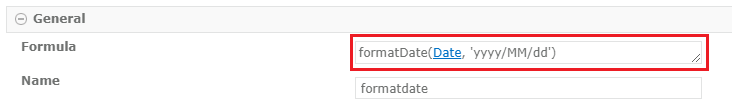 General
Formula formatDate(Date, 'yyyy/MM/dd')
Name formatdate